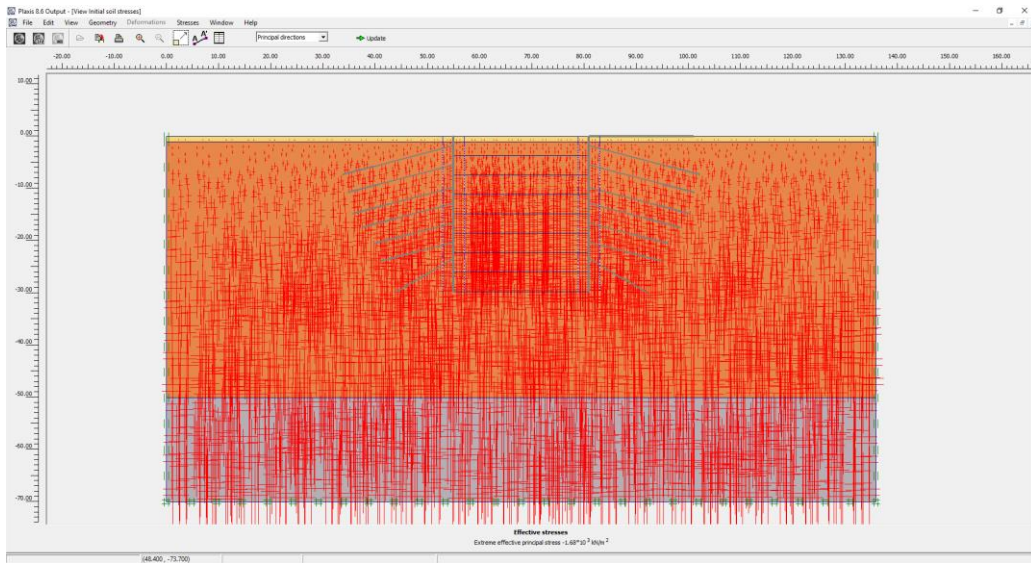 Plaxis 8.6 Output - [View Initial soil stresses]
File Edit View Geometry Deformations Stresses Window Help
Principal directions Update
-20.00 -10.00 0.00 10.00 20.00 30.00 40.00 50.00 60.00 70.00 80.00 90.00 100.00 110.00 120.00 130.00 140.00 150.00 160.00
10.00
0.00
-10.00
-20.00
-30.00
-40.00
-50.00
-60.00
-70.00
Effective stresses
Extreme effective principal stress -1.68*10³ kN/m²
(48.400 , -73.700)